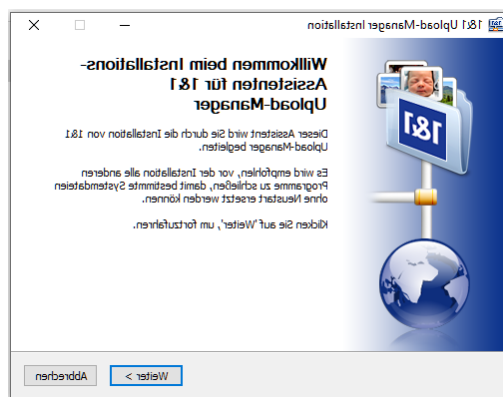 1&1 Upload-Manager Installation
Willkommen beim Installations-
Assistenten für 1&1
Upload-Manager
Dieser Assistent wird Sie durch die Installation von 1&1
Upload-Manager begleiten.
Es wird empfohlen, vor der Installation alle anderen
Programme zu schließen, damit bestimmte Systemdateien
ohne Neustart ersetzt werden können.
Klicken Sie auf "Weiter", um fortzufahren.
1&1
Weiter >
Abbrechen